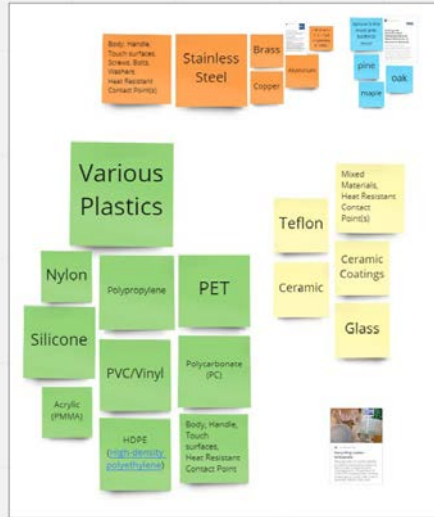 Body, Handle,
Touch surfaces,
Screws, Bolts,
Washers
Heat Resistant
Contact Point(s)
Stainless
Steel
Brass
Copper
Aluminum
pine
oak
maple
Various
Plastics
Nylon
Polypropylene
PET
Silicone
PVC/Vinyl
Polycarbonate
(PC)
Acrylic
(PMMA)
HDPE
(High-density
polyethylene)
Body, Handle,
Touch
surfaces,
Heat Resistant
Contact Point
Mixed
Materials,
Heat Resistant
Contact
Point(s)
Teflon
Ceramic
Ceramic
Coatings
Glass